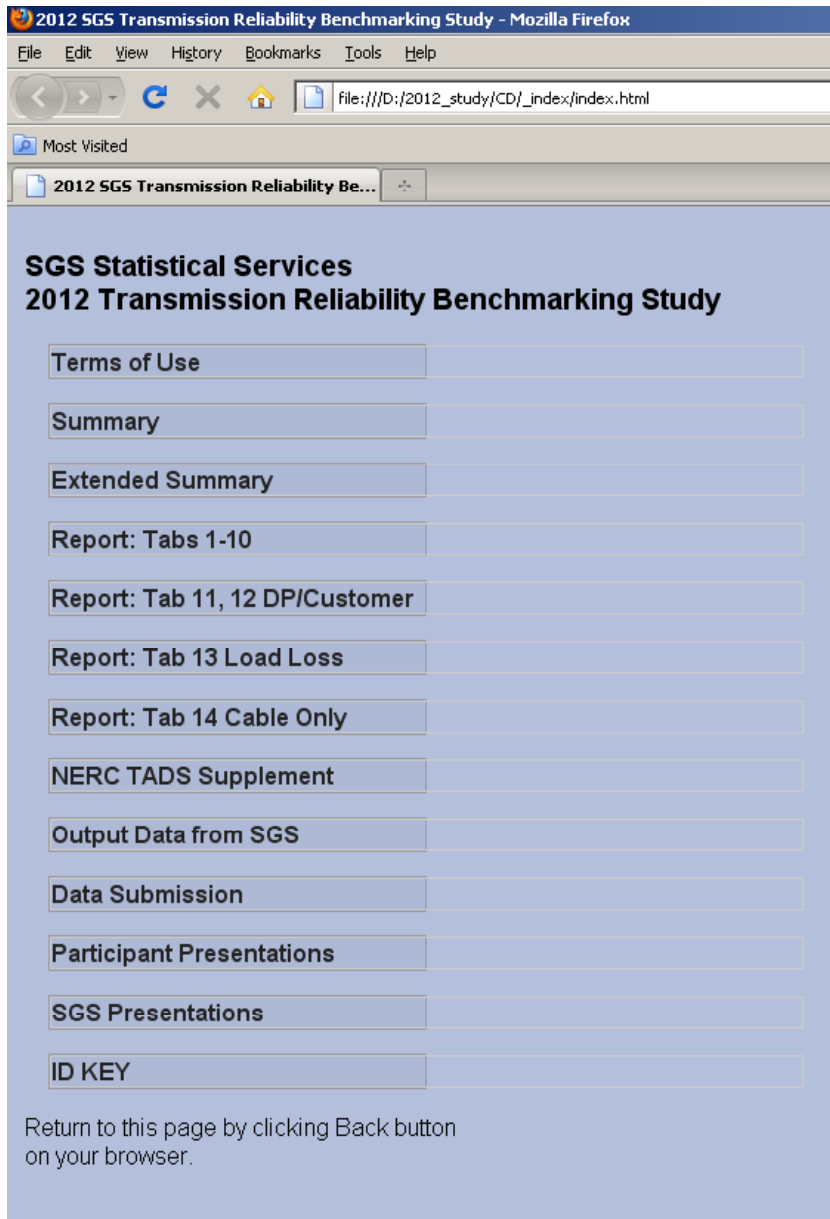 2012 SGS Transmission Reliability Benchmarking Study - Mozilla Firefox
File Edit View History Bookmarks Tools Help
file:///D:/2012_study/CD/_index/index.html
Most Visited
2012 SGS Transmission Reliability Be...
SGS Statistical Services
2012 Transmission Reliability Benchmarking Study
Terms of Use
Summary
Extended Summary
Report: Tabs 1-10
Report: Tab 11, 12 DP/Customer
Report: Tab 13 Load Loss
Report: Tab 14 Cable Only
NERC TADS Supplement
Output Data from SGS
Data Submission
Participant Presentations
SGS Presentations
ID KEY
Return to this page by clicking Back button
on your browser.